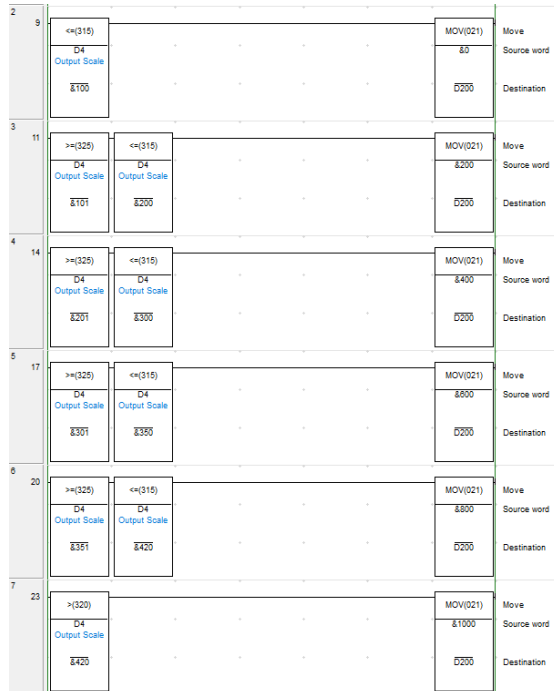 2
9 <=(315) MOV(021) Move
D4 &0 Source word
Output Scale
&100 D200 Destination
3
11 >=(325) <=(315) MOV(021) Move
D4 D4 &200 Source word
Output Scale Output Scale
&101 &200 D200 Destination
4
14 >=(325) <=(315) MOV(021) Move
D4 D4 &400 Source word
Output Scale Output Scale
&201 &300 D200 Destination
5
17 >=(325) <=(315) MOV(021) Move
D4 D4 &600 Source word
Output Scale Output Scale
&301 &350 D200 Destination
6
20 >=(325) <=(315) MOV(021) Move
D4 D4 &800 Source word
Output Scale Output Scale
&351 &420 D200 Destination
7
23 >(320) MOV(021) Move
D4 &1000 Source word
Output Scale
&420 D200 Destination